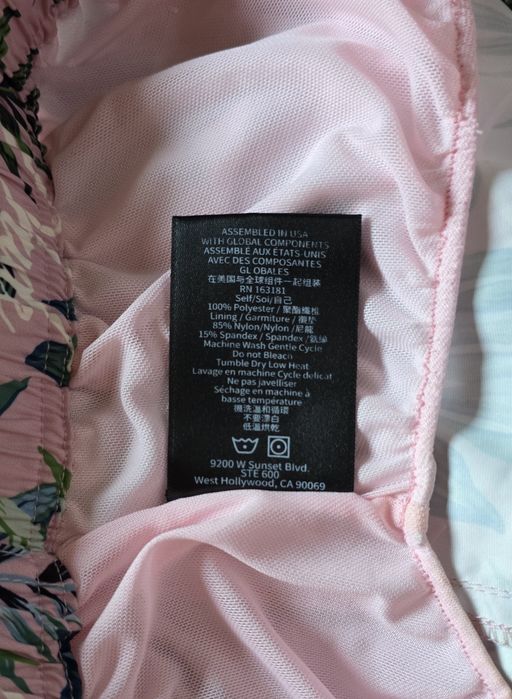 ASSEMBLED IN USA
WITH GLOBAL COMPONENTS
ASSEMBLÉ AUX ÉTATS-UNIS
AVEC DES COMPOSANTES
GLOBALES
在美国与全球组件一起组装
RN 163181
Self/Soi/自己
100% Polyester / 聚酯纖維
Lining / Garniture / 襯墊
85% Nylon/Nylon/尼龍
15% Spandex / Spandex /
Machine Wash Gentle Cycle
Do not Bleach
Tumble Dry Low Heat
Lavage en machine Cycle délicat
Ne pas javelliser
Séchage en machine à
basse température
機洗溫和循環
不要漂白
低溫烘乾
9200 W Sunset Blvd.
STE 600
West Hollywood, CA 90069